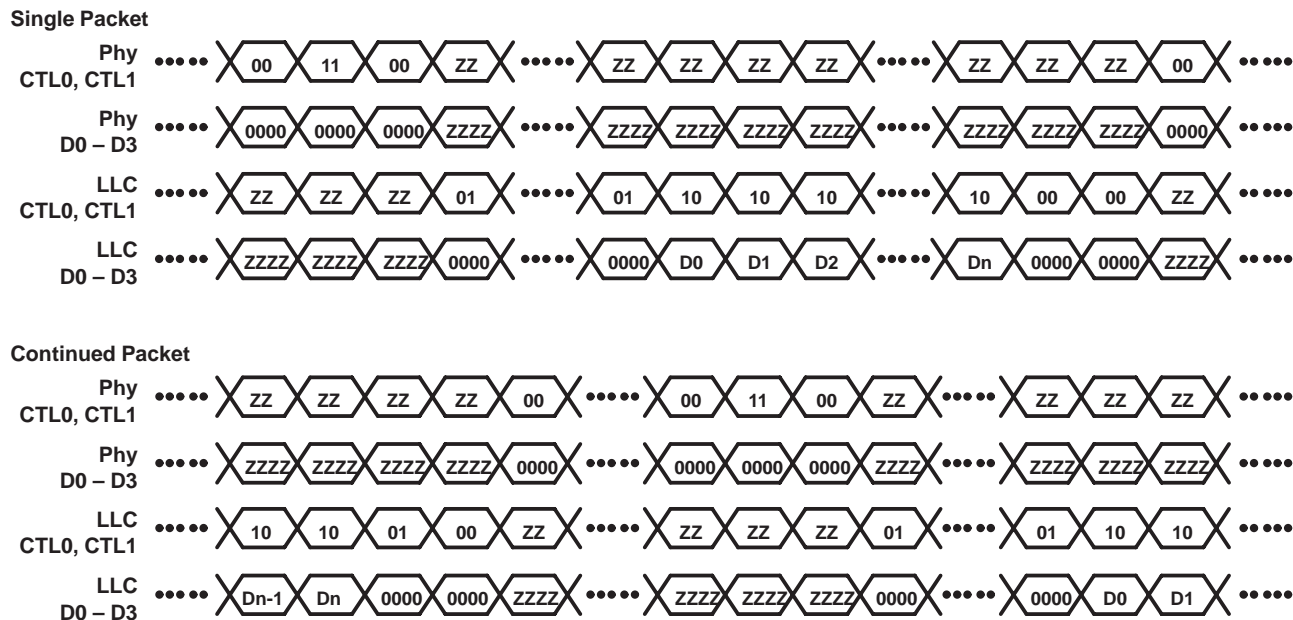 Single Packet
Phy CTL0, CTL1 00 11 00 ZZ ZZ ZZ ZZ ZZ ZZ ZZ ZZ 00
Phy D0 – D3 0000 0000 0000 ZZZZ ZZZZ ZZZZ ZZZZ ZZZZ ZZZZ ZZZZ ZZZZ 0000
LLC CTL0, CTL1 ZZ ZZ ZZ 01 01 10 10 10 10 00 00 ZZ
LLC D0 – D3 ZZZZ ZZZZ ZZZZ 0000 0000 D0 D1 D2 Dn 0000 0000 ZZZZ
Continued Packet
Phy CTL0, CTL1 ZZ ZZ ZZ ZZ 00 00 11 00 ZZ ZZ ZZ ZZ
Phy D0 – D3 ZZZZ ZZZZ ZZZZ ZZZZ 0000 0000 0000 0000 ZZZZ ZZZZ ZZZZ ZZZZ
LLC CTL0, CTL1 10 10 01 00 ZZ ZZ ZZ ZZ 01 01 10 10
LLC D0 – D3 Dn-1 Dn 0000 0000 ZZZZ ZZZZ ZZZZ ZZZZ 0000 0000 D0 D1